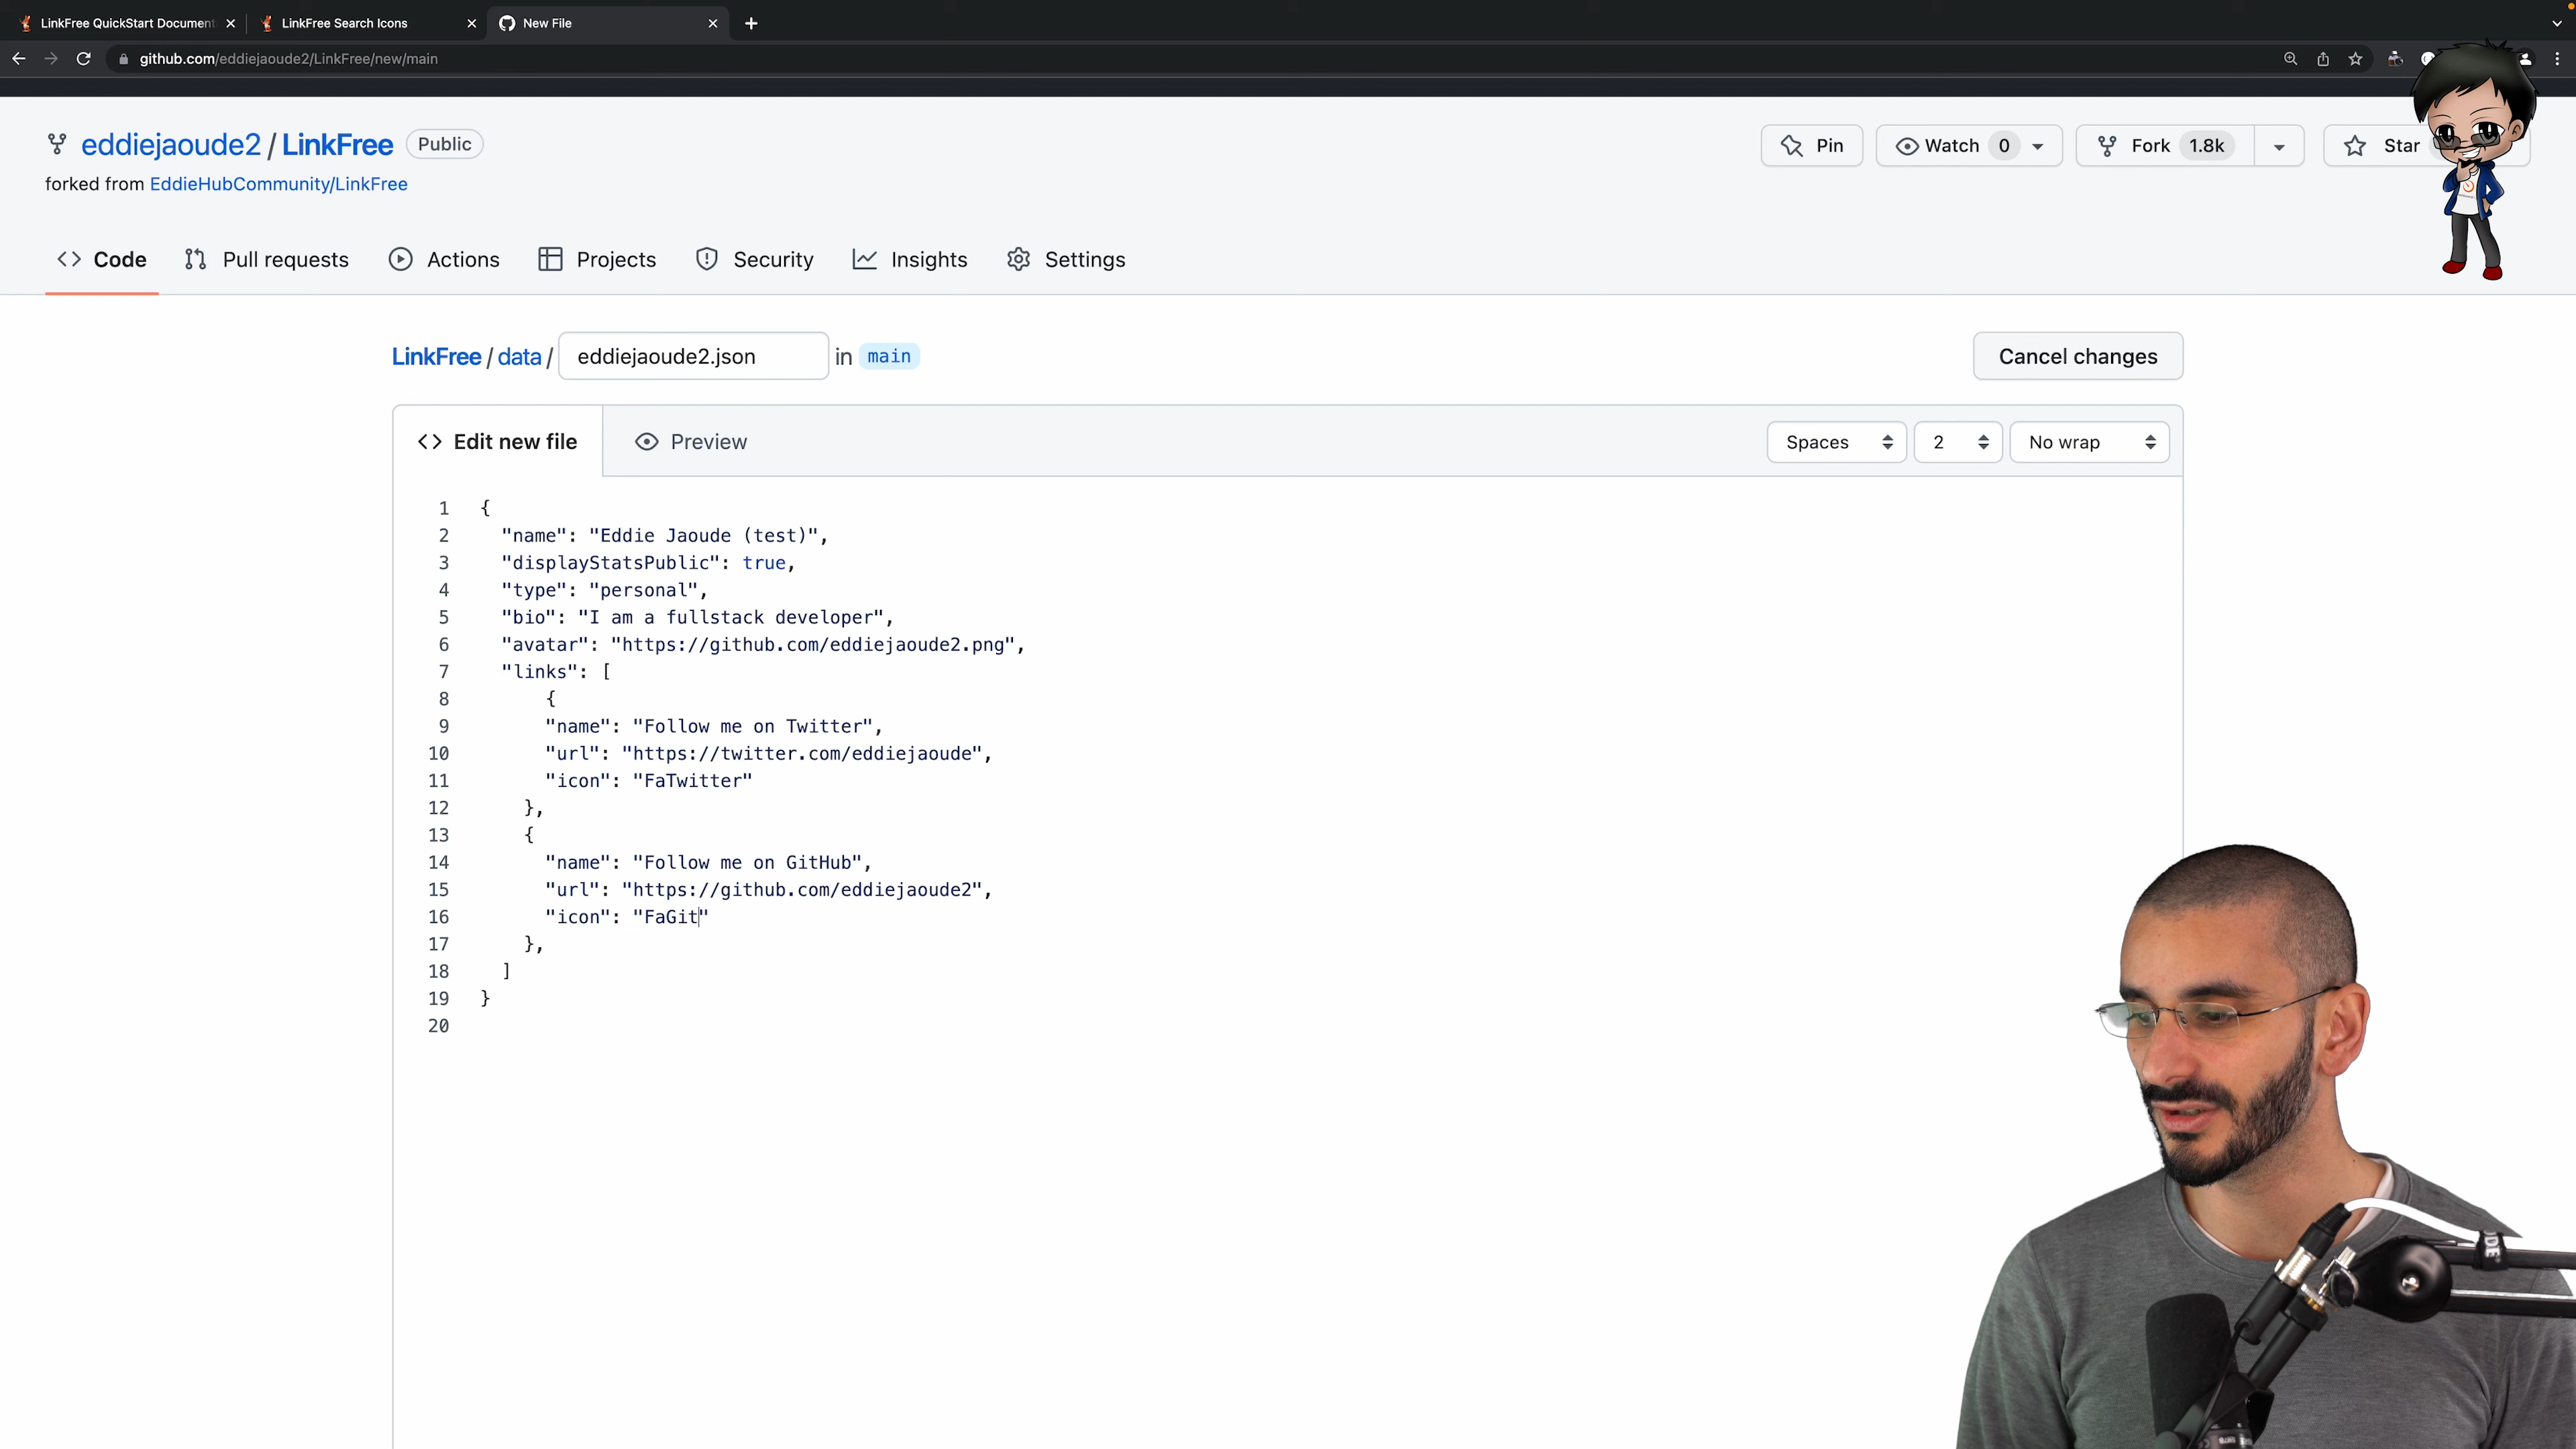 LinkFree QuickStart Document
LinkFree Search Icons
New File
github.com/eddiejaoude2/LinkFree/new/main
eddiejaoude2 / LinkFree Public
Pin
Watch 0
Fork 1.8k
Star
forked from EddieHubCommunity/LinkFree
Code
Pull requests
Actions
Projects
Security
Insights
Settings
LinkFree / data / eddiejaoude2.json in main
Cancel changes
Edit new file
Preview
Spaces
2
No wrap
1 {
2 "name": "Eddie Jaoude (test)",
3 "displayStatsPublic": true,
4 "type": "personal",
5 "bio": "I am a fullstack developer",
6 "avatar": "https://github.com/eddiejaoude2.png",
7 "links": [
8 {
9 "name": "Follow me on Twitter",
10 "url": "https://twitter.com/eddiejaoude",
11 "icon": "FaTwitter"
12 },
13 {
14 "name": "Follow me on GitHub",
15 "url": "https://github.com/eddiejaoude2",
16 "icon": "FaGit"
17 },
18 ]
19 }
20